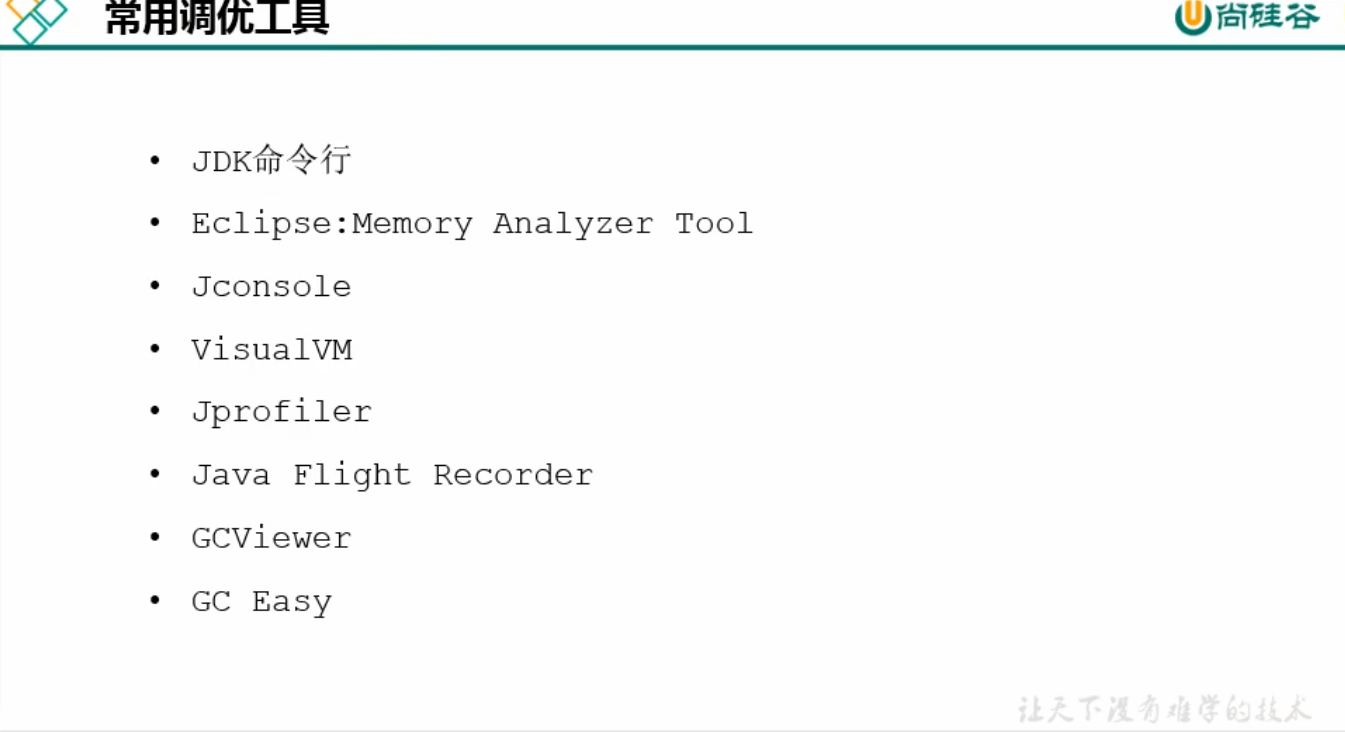 常用调优工具
尚硅谷
• JDK命令行
• Eclipse:Memory Analyzer Tool
• Jconsole
• VisualVM
• Jprofiler
• Java Flight Recorder
• GCViewer
• GC Easy
让天下没有难学的技术